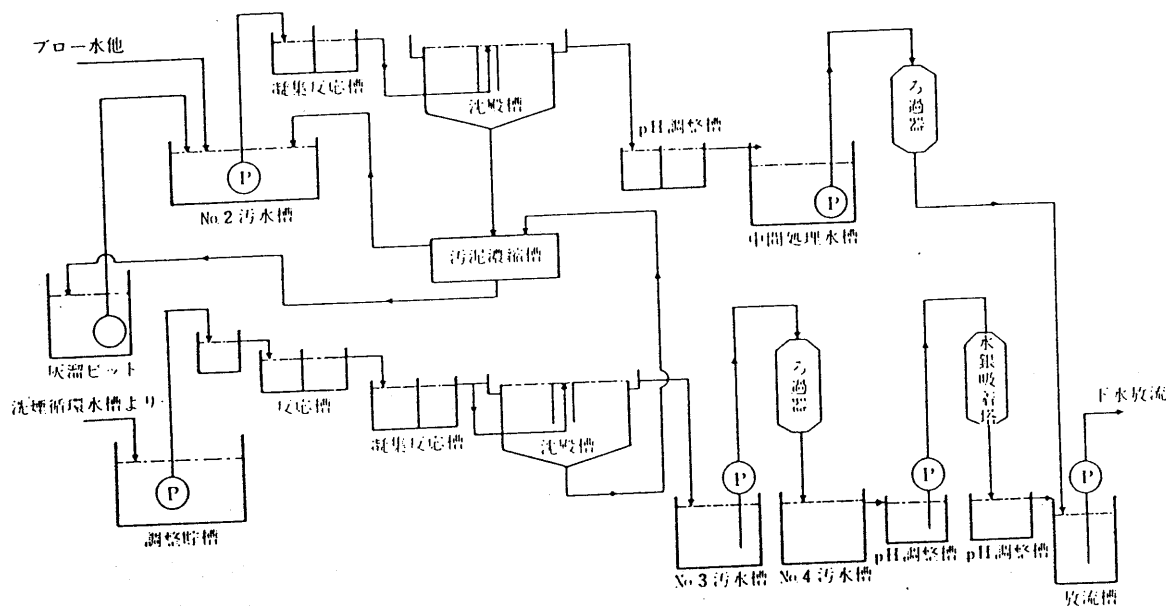 ブロー水他
凝集反応槽
沈殿槽
ろ過器
pH調整槽
P
P
No.2汚水槽
中間処理水槽
汚泥濃縮槽
灰溜ピット
洗煙循環水槽より
反応槽
凝集反応槽
沈殿槽
ろ過器
水銀吸着塔
下水放流
P
P
P
P
調整貯槽
No.3汚水槽
No.4汚水槽
pH調整槽
pH調整槽
放流槽